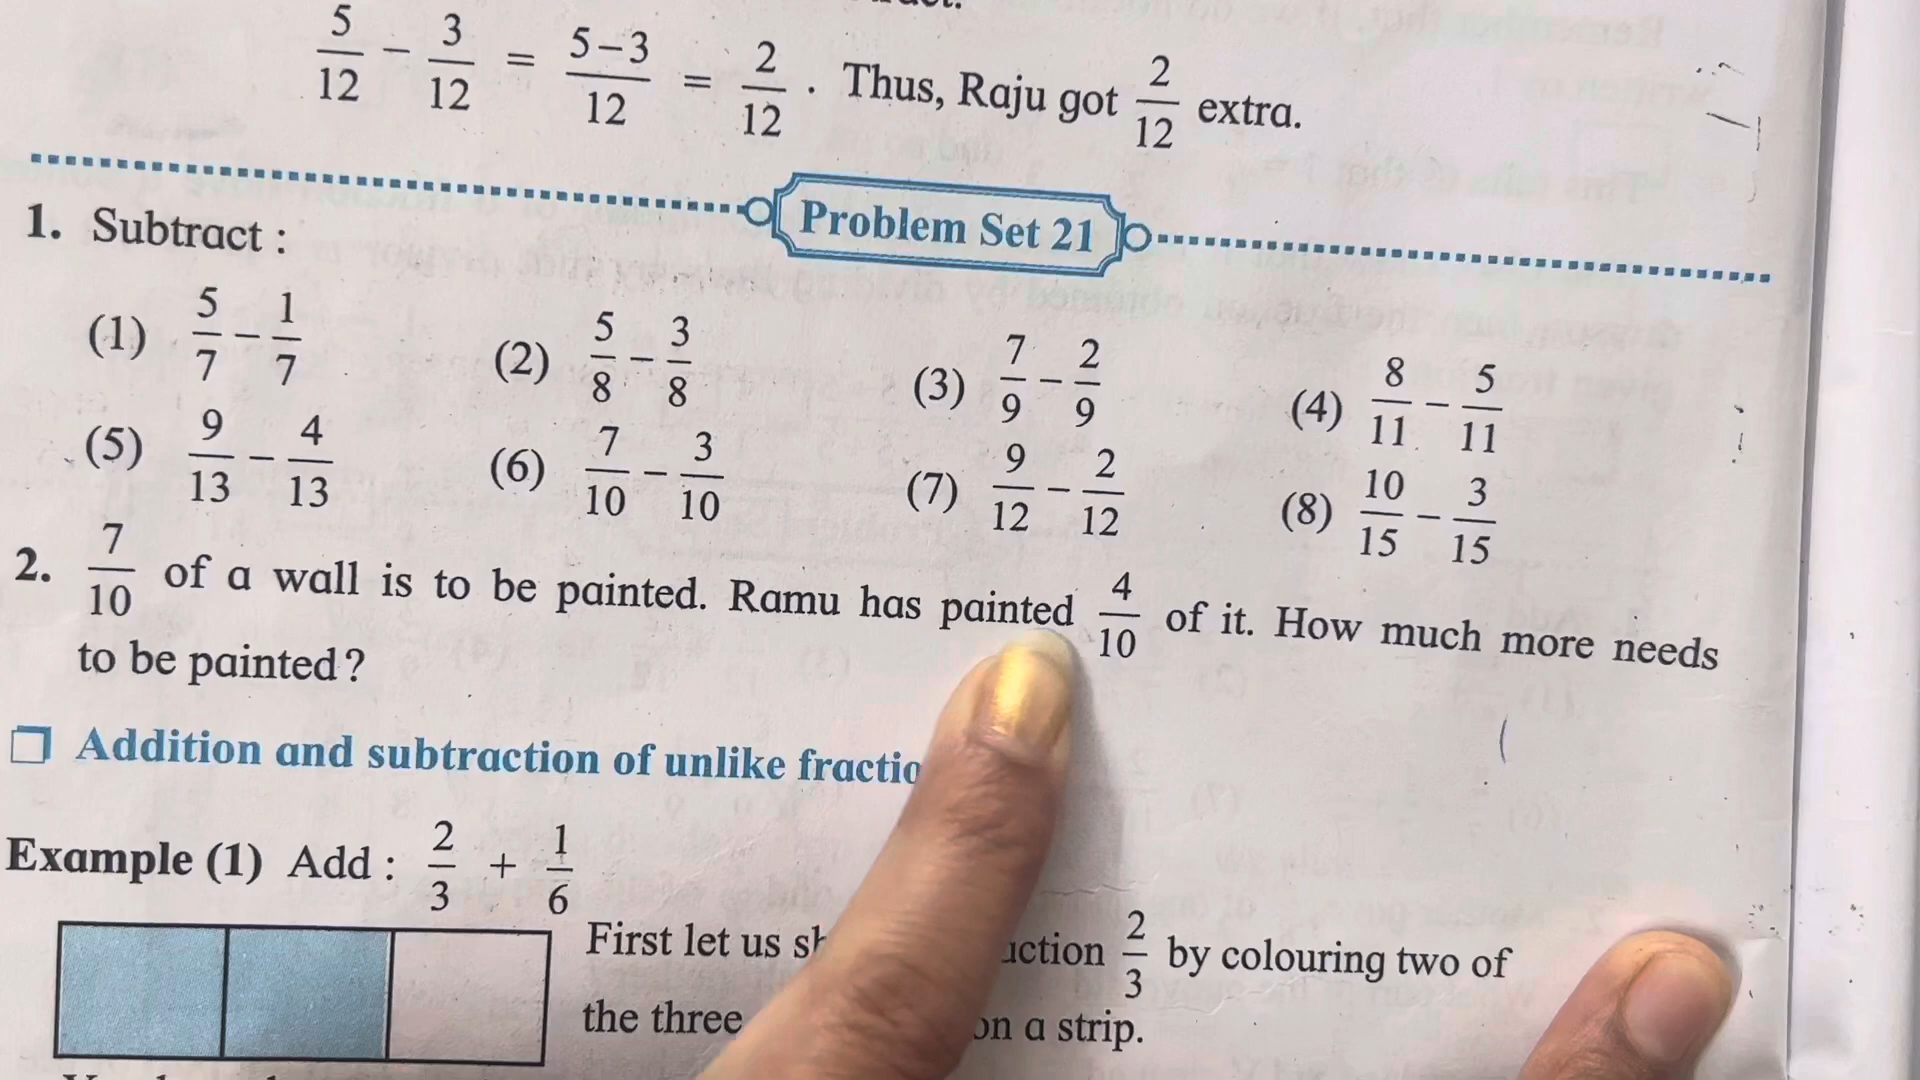 5/12 − 3/12 = 5−3/12 = 2/12 . Thus, Raju got 2/12 extra.
Problem Set 21
1. Subtract :
(1) 5/7 − 1/7 (2) 5/8 − 3/8 (3) 7/9 − 2/9 (4) 8/11 − 5/11
(5) 9/13 − 4/13 (6) 7/10 − 3/10 (7) 9/12 − 2/12 (8) 10/15 − 3/15
2. 7/10 of a wall is to be painted. Ramu has painted 4/10 of it. How much more needs
to be painted?
Addition and subtraction of unlike
Example (1) Add : 2/3 + 1/6
First let us 2/3 by colouring two of
the three on a strip.